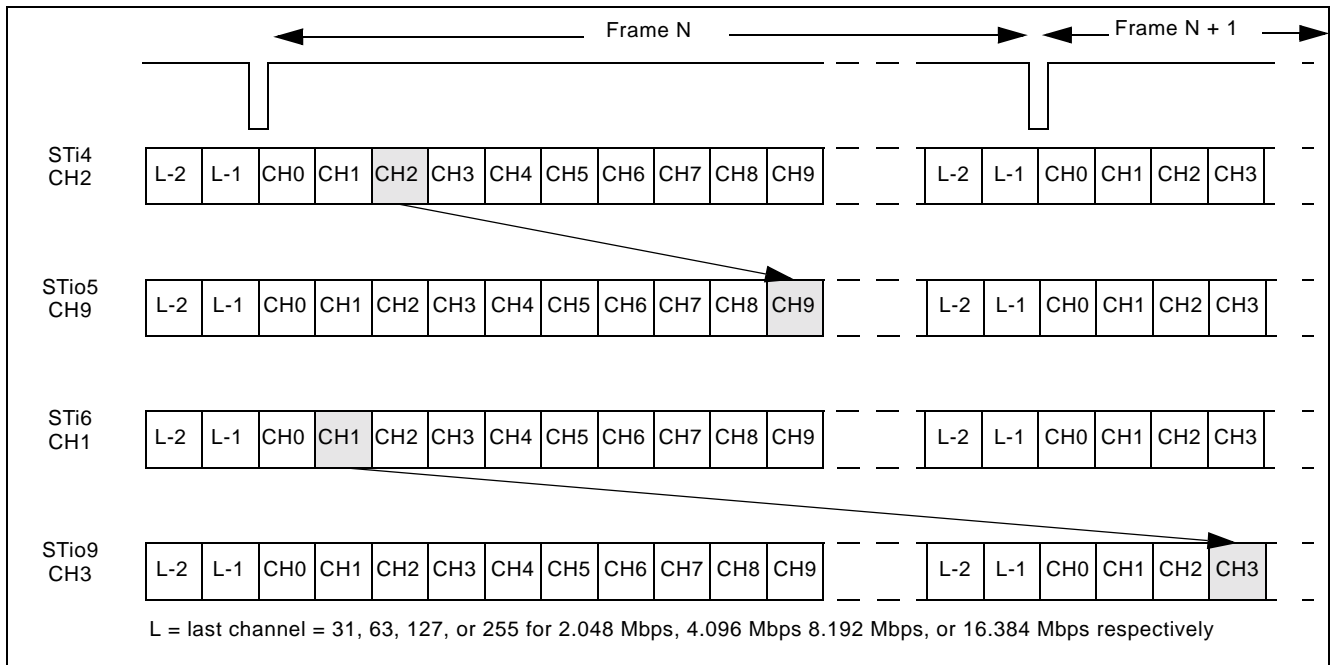 Frame N Frame N + 1
STi4
CH2
L-2 L-1 CH0 CH1 CH2 CH3 CH4 CH5 CH6 CH7 CH8 CH9 L-2 L-1 CH0 CH1 CH2 CH3
STio5
CH9
L-2 L-1 CH0 CH1 CH2 CH3 CH4 CH5 CH6 CH7 CH8 CH9 L-2 L-1 CH0 CH1 CH2 CH3
STi6
CH1
L-2 L-1 CH0 CH1 CH2 CH3 CH4 CH5 CH6 CH7 CH8 CH9 L-2 L-1 CH0 CH1 CH2 CH3
STio9
CH3
L-2 L-1 CH0 CH1 CH2 CH3 CH4 CH5 CH6 CH7 CH8 CH9 L-2 L-1 CH0 CH1 CH2 CH3
L = last channel = 31, 63, 127, or 255 for 2.048 Mbps, 4.096 Mbps 8.192 Mbps, or 16.384 Mbps respectively